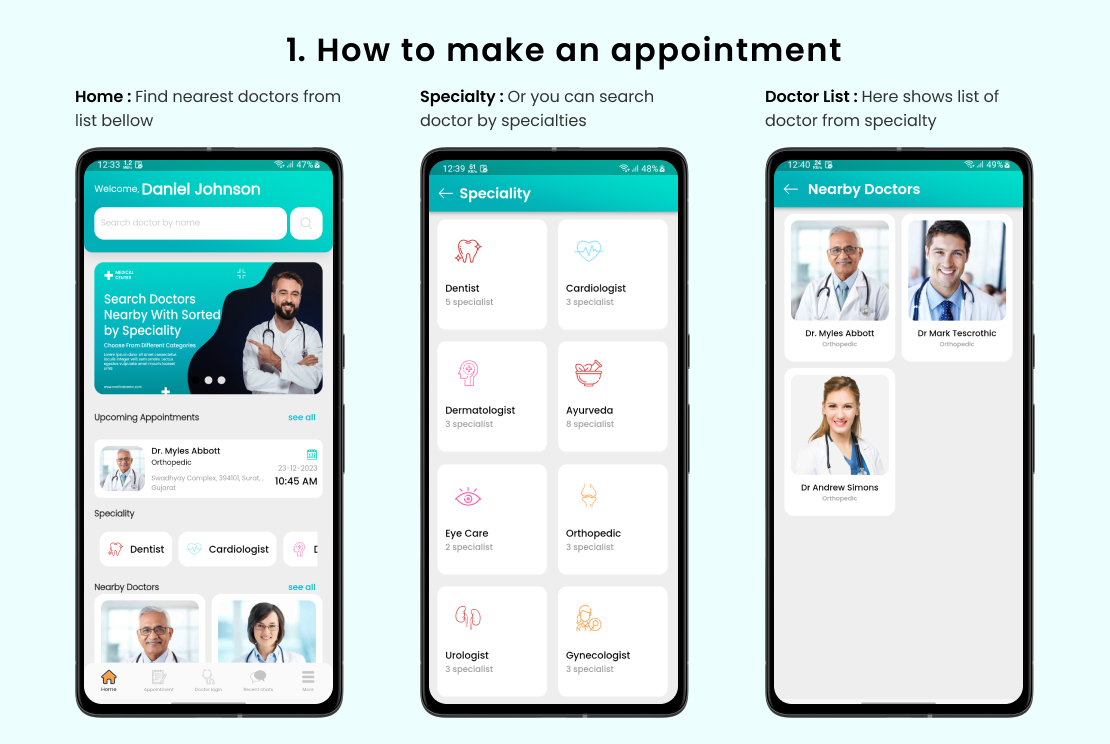 1. How to make an appointment
Home : Find nearest doctors from
list bellow
12:33
47%
Welcome, Daniel Johnson
Search doctor by name
MEDICAL
CENTER
Search Doctors
Nearby With Sorted
by Speciality
Choose From Different Categories
Upcoming Appointments
see all
Dr. Myles Abbott
Orthopedic
23-12-2023
Swadhyay Complex, 394101, Surat, ,
Gujarat
10:45 AM
Speciality
Dentist
Cardiologist
Nearby Doctors
see all
Home
Appointment
Doctor login
Recent chats
More
Specialty : Or you can search
doctor by specialties
12:39
48%
Speciality
Dentist
5 specialist
Cardiologist
3 specialist
Dermatologist
3 specialist
Ayurveda
8 specialist
Eye Care
2 specialist
Orthopedic
3 specialist
Urologist
3 specialist
Gynecologist
3 specialist
Doctor List : Here shows list of
doctor from specialty
12:40
49%
Nearby Doctors
Dr. Myles Abbott
Orthopedic
Dr Mark Tescrothic
Orthopedic
Dr Andrew Simons
Orthopedic